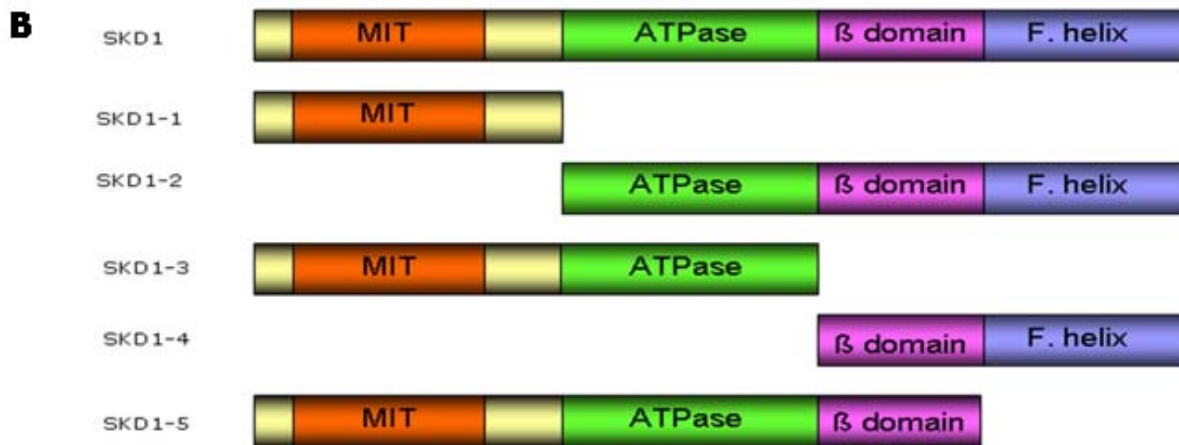 B
SKD1 MIT ATPase ß domain F. helix
SKD1-1 MIT
SKD1-2 ATPase ß domain F. helix
SKD1-3 MIT ATPase
SKD1-4 ß domain F. helix
SKD1-5 MIT ATPase ß domain